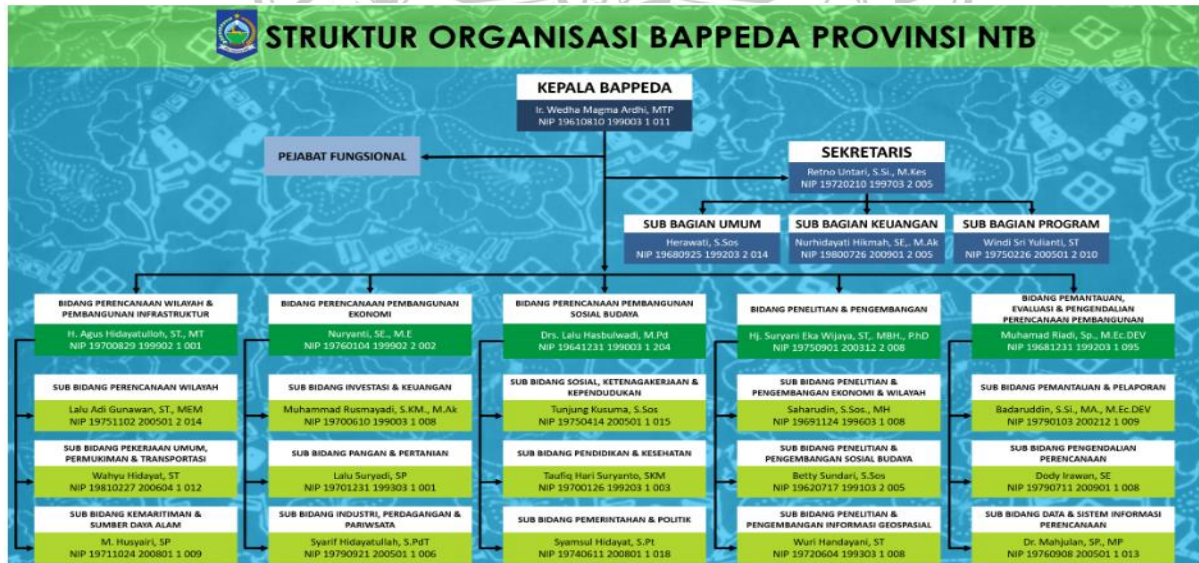 STRUKTUR ORGANISASI BAPPEDA PROVINSI NTB
KEPALA BAPPEDA
Ir. Wedha Magma Ardhi, MTP
NIP 19610810 199003 1 011
PEJABAT FUNGSIONAL
SEKRETARIS
Retno Untari, S.Si., M.Kes
NIP 19720210 199703 2 005
SUB BAGIAN UMUM
Herawati, S.Sos
NIP 19680925 199203 2 014
SUB BAGIAN KEUANGAN
Nurhidayati Hikmah, SE,. M.Ak
NIP 19800726 200901 2 005
SUB BAGIAN PROGRAM
Windi Sri Yulianti, ST
NIP 19750226 200501 2 010
BIDANG PERENCANAAN WILAYAH &
PEMBANGUNAN INFRASTRUKTUR
H. Agus Hidayatulloh, ST., MT
NIP 19700829 199902 1 001
SUB BIDANG PERENCANAAN WILAYAH
Lalu Adi Gunawan, ST., MEM
NIP 19751102 200501 2 014
SUB BIDANG PEKERJAAN UMUM,
PERMUKIMAN & TRANSPORTASI
Wahyu Hidayat, ST
NIP 19810227 200604 1 012
SUB BIDANG KEMARITIMAN &
SUMBER DAYA ALAM
M. Husyairi, SP
NIP 19711024 200801 1 009
BIDANG PERENCANAAN PEMBANGUNAN
EKONOMI
Nuryanti, SE., M.E
NIP 19760104 199902 2 002
SUB BIDANG INVESTASI & KEUANGAN
Muhammad Rusmayadi, S.KM., M.Ak
NIP 19700610 199003 1 008
SUB BIDANG PANGAN & PERTANIAN
Lalu Suryadi, SP
NIP 19701231 199303 1 001
SUB BIDANG INDUSTRI, PERDAGANGAN &
PARIWSATA
Syarif Hidayatullah, S.PdT
NIP 19790921 200501 1 006
BIDANG PERENCANAAN PEMBANGUNAN
SOSIAL BUDAYA
Drs. Lalu Hasbulwadi, M.Pd
NIP 19641231 199003 1 204
SUB BIDANG SOSIAL, KETENAGAKERJAAN &
KEPENDUDUKAN
Tunjung Kusuma, S.Sos
NIP 19750414 200501 1 015
SUB BIDANG PENDIDIKAN & KESEHATAN
Taufiq Hari Suryanto, SKM
NIP 19700126 199203 1 003
SUB BIDANG PEMERINTAHAN & POLITIK
Syamsul Hidayat, S.Pt
NIP 19740611 200801 1 018
BIDANG PENELITIAN & PENGEMBANGAN
Hj. Suryani Eka Wijaya, ST,. MBH., P.hD
NIP 19750901 200312 2 008
SUB BIDANG PENELITIAN &
PENGEMBANGAN EKONOMI & WILAYAH
Saharudin, S.Sos., MH
NIP 19691124 199603 1 008
SUB BIDANG PENELITIAN &
PENGEMBANGAN SOSIAL BUDAYA
Betty Sundari, S.Sos
NIP 19620717 199103 2 005
SUB BIDANG PENELITIAN &
PENGEMBANGAN INFORMASI GEOSPASIAL
Wuri Handayani, ST
NIP 19720604 199303 1 008
BIDANG PEMANTAUAN,
EVALUASI & PENGENDALIAN
PERENCANAAN PEMBANGUNAN
Muhamad Riadi, Sp., M.Ec.DEV
NIP 19681231 199203 1 095
SUB BIDANG PEMANTAUAN & PELAPORAN
Badaruddin, S.Si., MA., M.Ec.DEV
NIP 19790103 200212 1 009
SUB BIDANG PENGENDALIAN
PERENCANAAN
Dody Irawan, SE
NIP 19790711 200901 1 008
SUB BIDANG DATA & SISTEM INFORMASI
PERENCANAAN
Dr. Mahjulan, SP., MP
NIP 19760908 200501 1 013